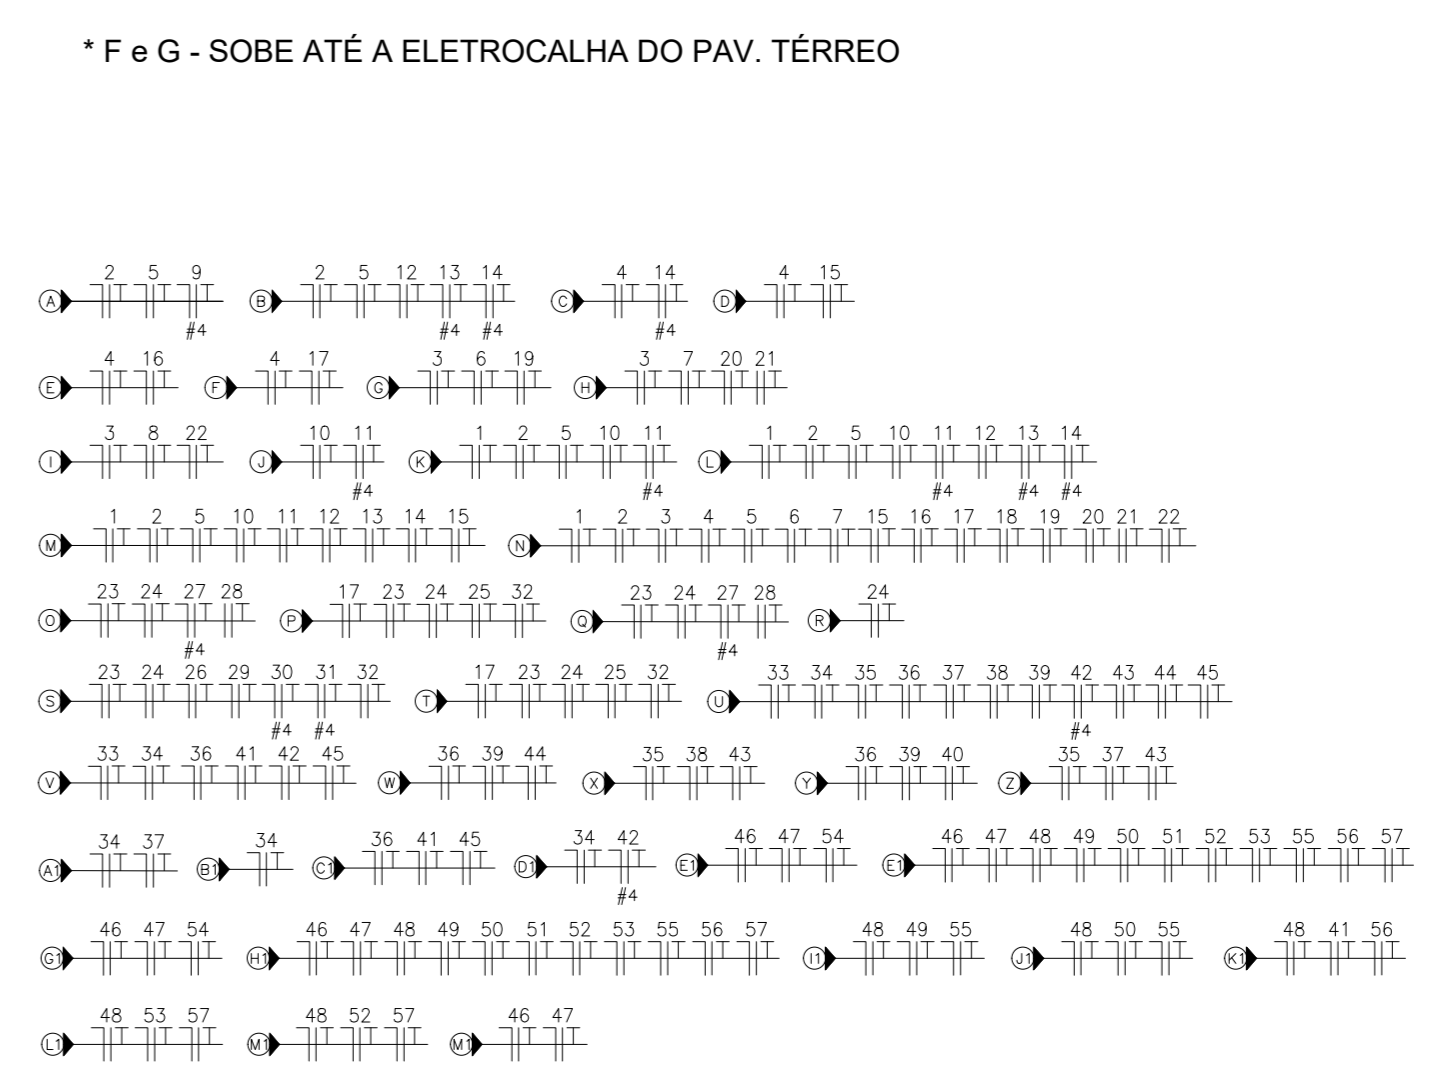 * F e G - SOBE ATÉ A ELETROCALHA DO PAV. TÉRREO
A 2 5 9 B 2 5 12 13 14 C 4 14 D 4 15
#4 #4 #4 #4
E 4 16 F 4 17 G 3 6 19 H 3 7 20 21
I 3 8 22 J 10 11 K 1 2 5 10 11 L 1 2 5 10 11 12 13 14
#4 #4 #4 #4 #4
M 1 2 5 10 11 12 13 14 15 N 1 2 3 4 5 6 7 15 16 17 18 19 20 21 22
O 23 24 27 28 P 17 23 24 25 32 Q 23 24 27 28 R 24
#4 #4
S 23 24 26 29 30 31 32 T 17 23 24 25 32 U 33 34 35 36 37 38 39 42 43 44 45
#4 #4 #4
V 33 34 36 41 42 45 W 36 39 44 X 35 38 43 Y 36 39 40 Z 35 37 43
A1 34 37 B1 34 C1 36 41 45 D1 34 42 E1 46 47 54 E1 46 47 48 49 50 51 52 53 55 56 57
#4
G1 46 47 54 H1 46 47 48 49 50 51 52 53 55 56 57 I1 48 49 55 J1 48 50 55 K1 48 41 56
L1 48 53 57 M1 48 52 57 M1 46 47